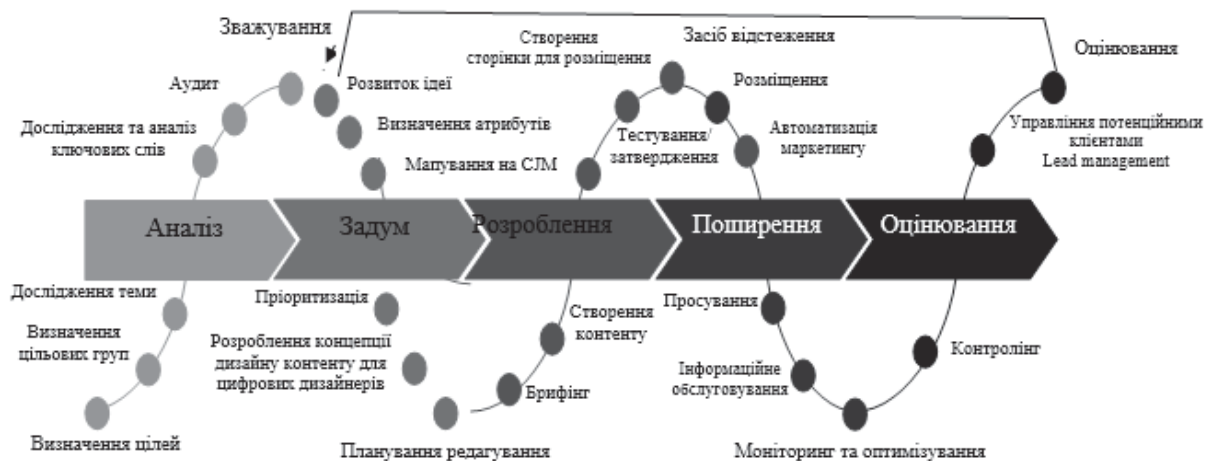 Зважування
Створення
сторінки для розміщення
Засіб відстеження
Оцінювання
Аудит
Розвиток ідеї
Розміщення
Дослідження та аналіз
ключових слів
Визначення атрибутів
Тестування/
затвердження
Автоматизація
маркетингу
Управління потенційними
клієнтами
Lead management
Мапування на CJM
Аналіз
Задум
Розроблення
Поширення
Оцінювання
Дослідження теми
Пріоритизація
Створення
контенту
Просування
Визначення
цільових груп
Розроблення концепції
дизайну контенту для
цифрових дизайнерів
Брифінг
Інформаційне
обслуговування
Контролінг
Визначення цілей
Планування редагування
Моніторинг та оптимізування